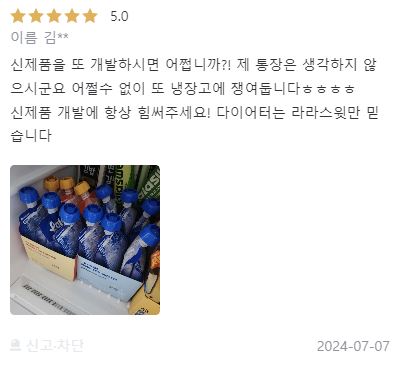 5.0
이름 김**
신제품을 또 개발하시면 어쩝니까?! 제 통장은 생각하지 않
으시군요 어쩔수 없이 또 냉장고에 쟁여둡니다ㅎㅎㅎㅎ
신제품 개발에 항상 힘써주세요! 다이어터는 라라스윗만 믿
습니다
신고·차단
2024-07-07